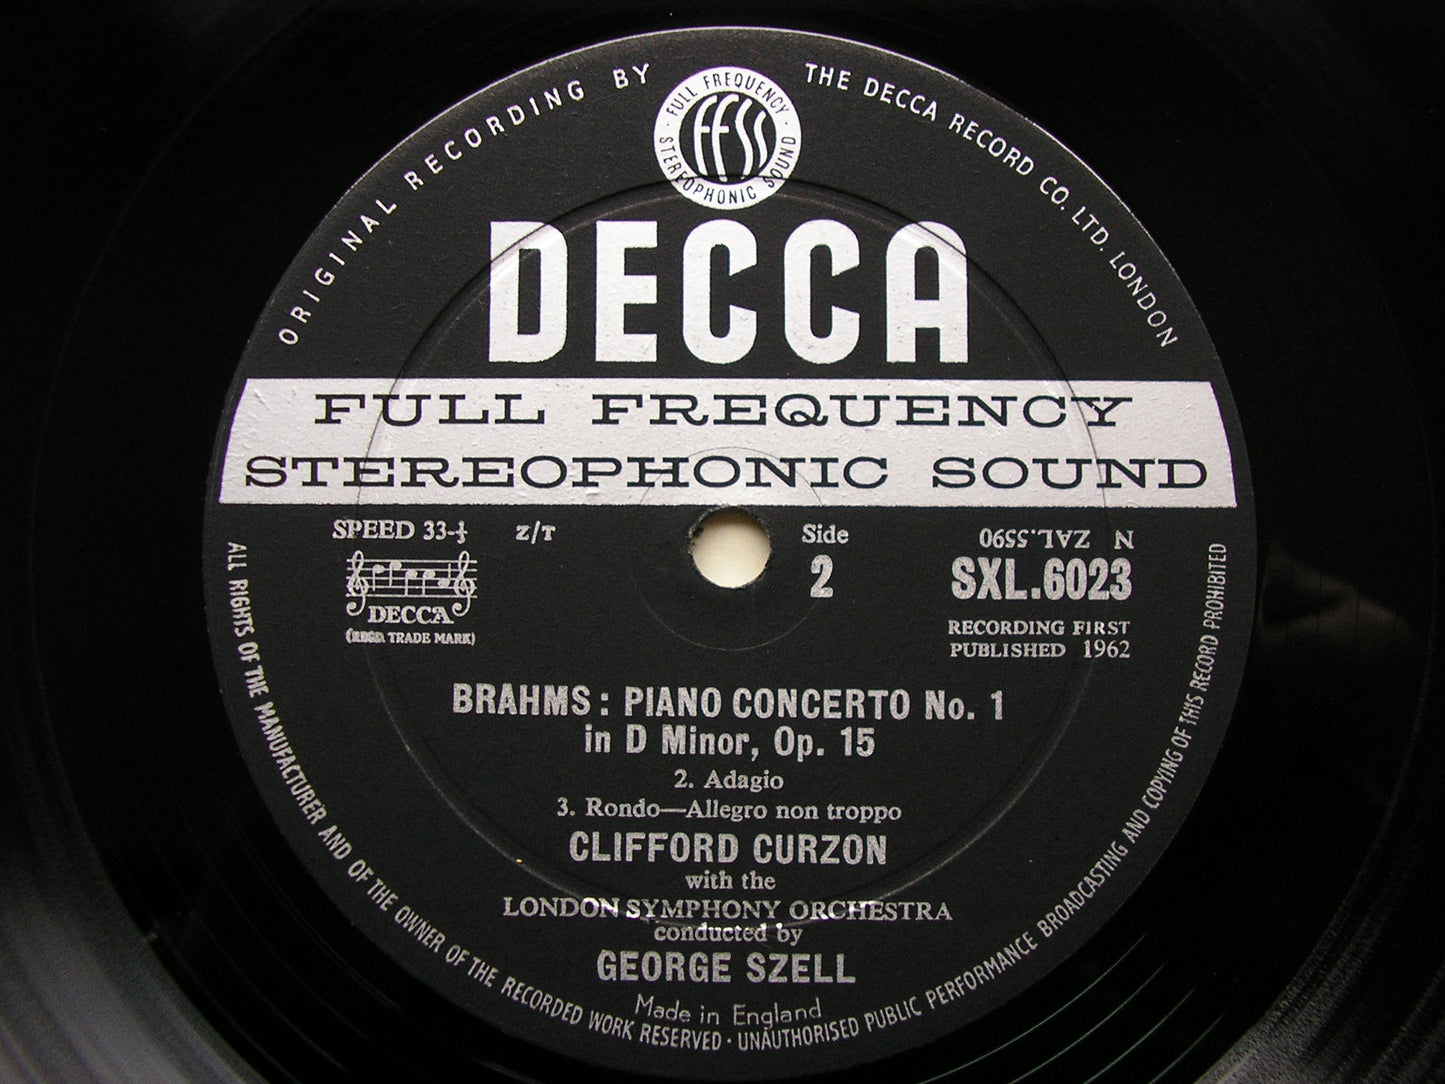 ORIGINAL RECORDING BY
THE DECCA RECORD CO. LTD. LONDON
FULL FREQUENCY
STEREOPHONIC SOUND
FFSS
DECCA
FULL FREQUENCY
STEREOPHONIC SOUND
SPEED 33-⅓ Z/T
DECCA
(REGD. TRADE MARK)
Side
2
ZAL.5590 N
SXL.6023
RECORDING FIRST
PUBLISHED 1962
BRAHMS : PIANO CONCERTO No. 1
in D Minor, Op. 15
2. Adagio
3. Rondo—Allegro non troppo
CLIFFORD CURZON
with the
LONDON SYMPHONY ORCHESTRA
conducted by
GEORGE SZELL
Made in England
ALL RIGHTS OF THE MANUFACTURER AND OF THE OWNER OF THE RECORDED WORK RESERVED · UNAUTHORISED PUBLIC PERFORMANCE BROADCASTING AND COPYING OF THIS RECORD PROHIBITED